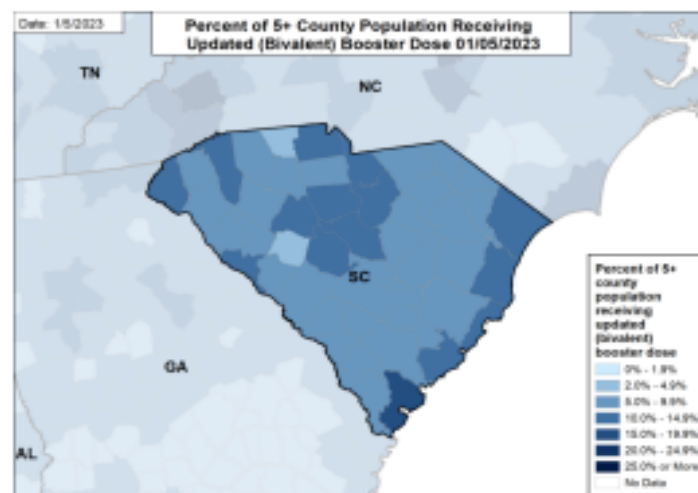 Date: 1/5/2023
Percent of 5+ County Population Receiving
Updated (Bivalent) Booster Dose 01/05/2023
TN
NC
SC
GA
AL
Percent of 5+
county
population
receiving
updated
(bivalent)
booster dose
0% - 1.9%
2.0% - 4.9%
5.0% - 9.9%
10.0% - 14.9%
15.0% - 19.9%
20.0% - 24.9%
25.0% or More
No Data